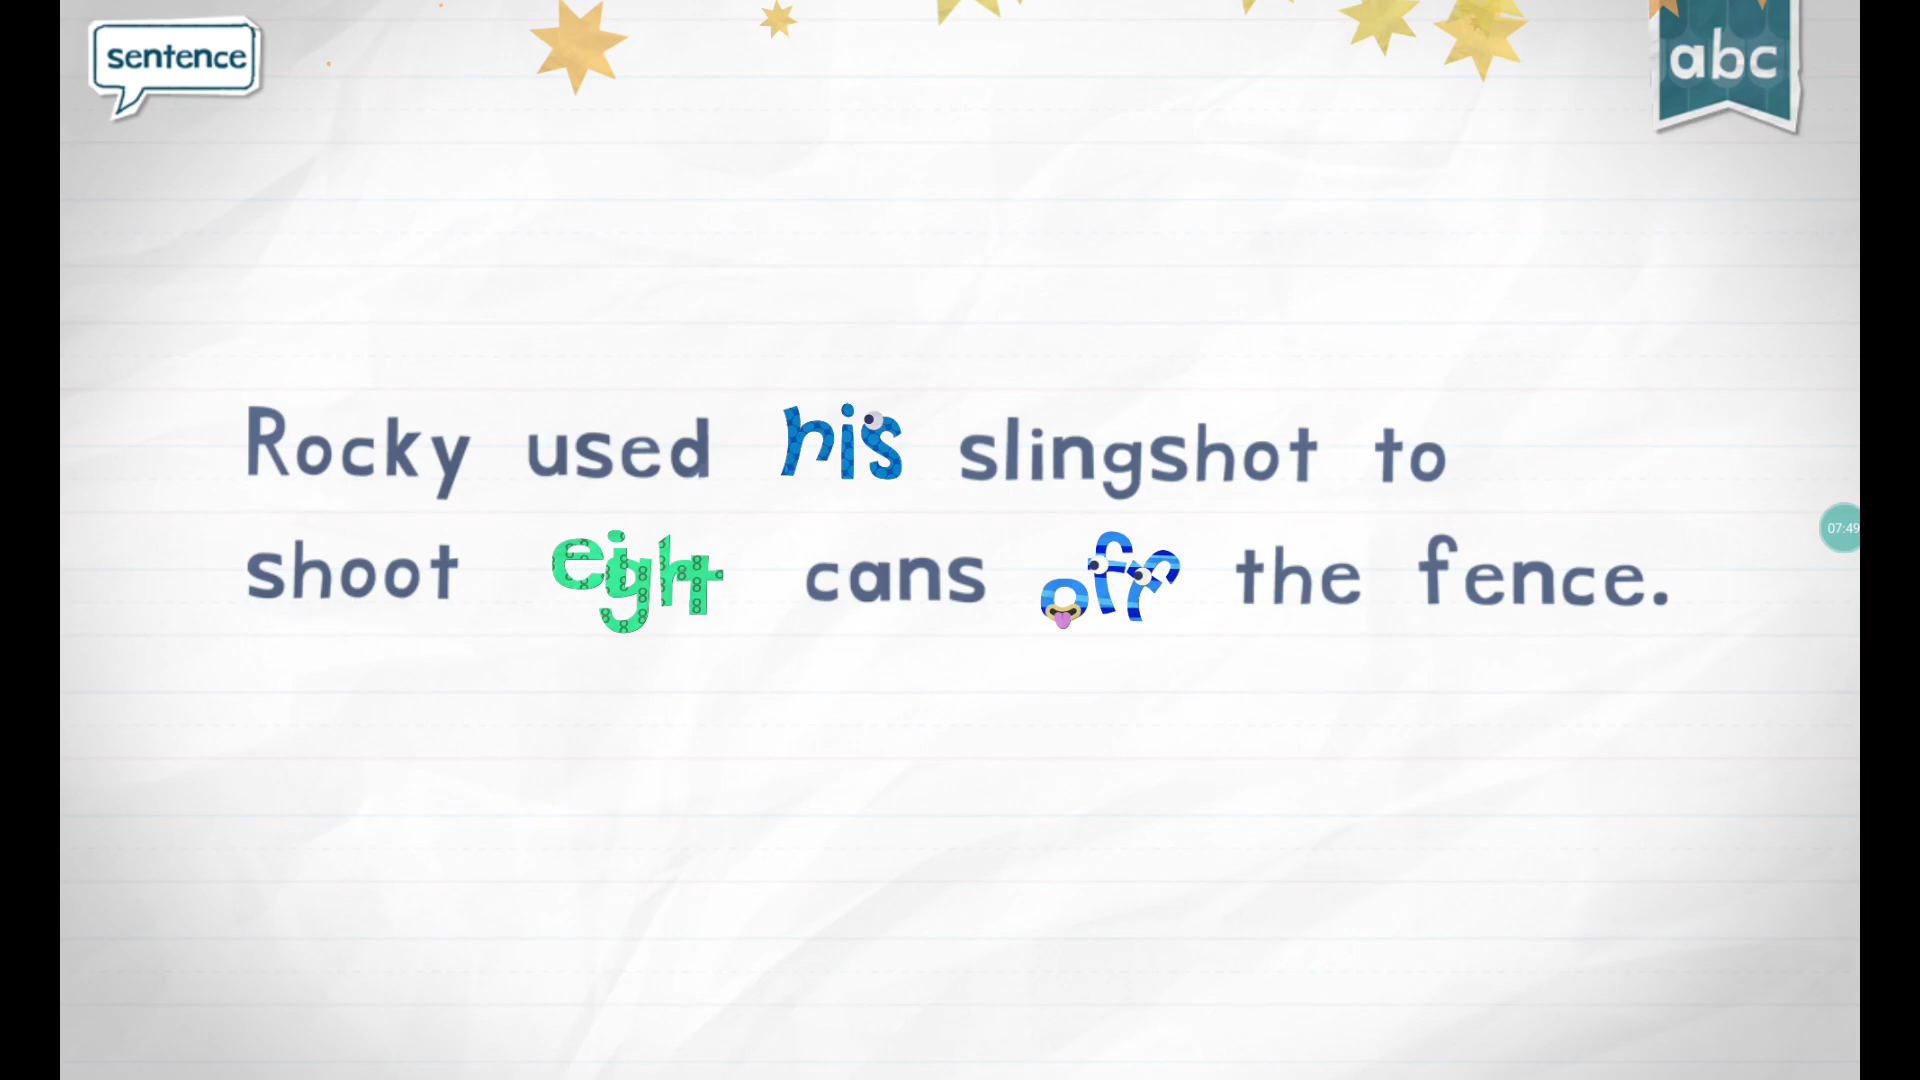 sentence
abc
Rocky used his slingshot to
shoot eight cans off the fence.
07:49